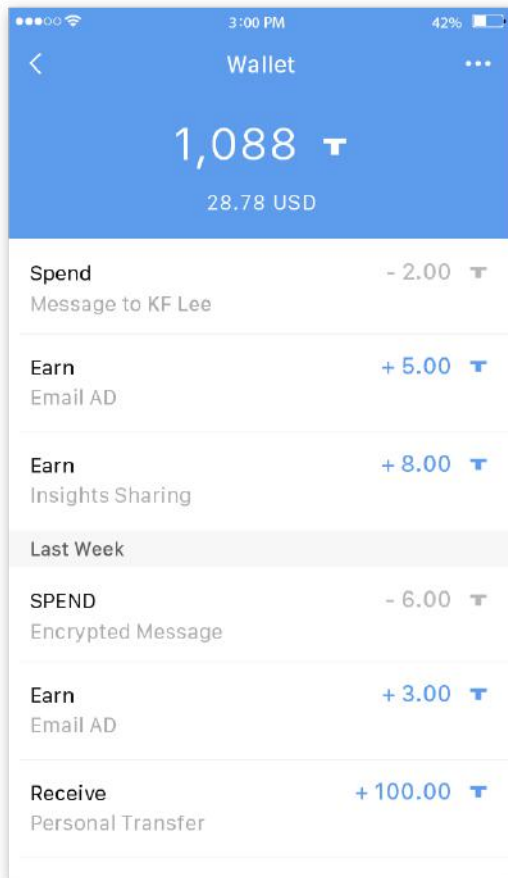 3:00 PM 42%
Wallet
1,088 T
28.78 USD
Spend - 2.00 T
Message to KF Lee
Earn + 5.00 T
Email AD
Earn + 8.00 T
Insights Sharing
Last Week
SPEND - 6.00 T
Encrypted Message
Earn + 3.00 T
Email AD
Receive + 100.00 T
Personal Transfer